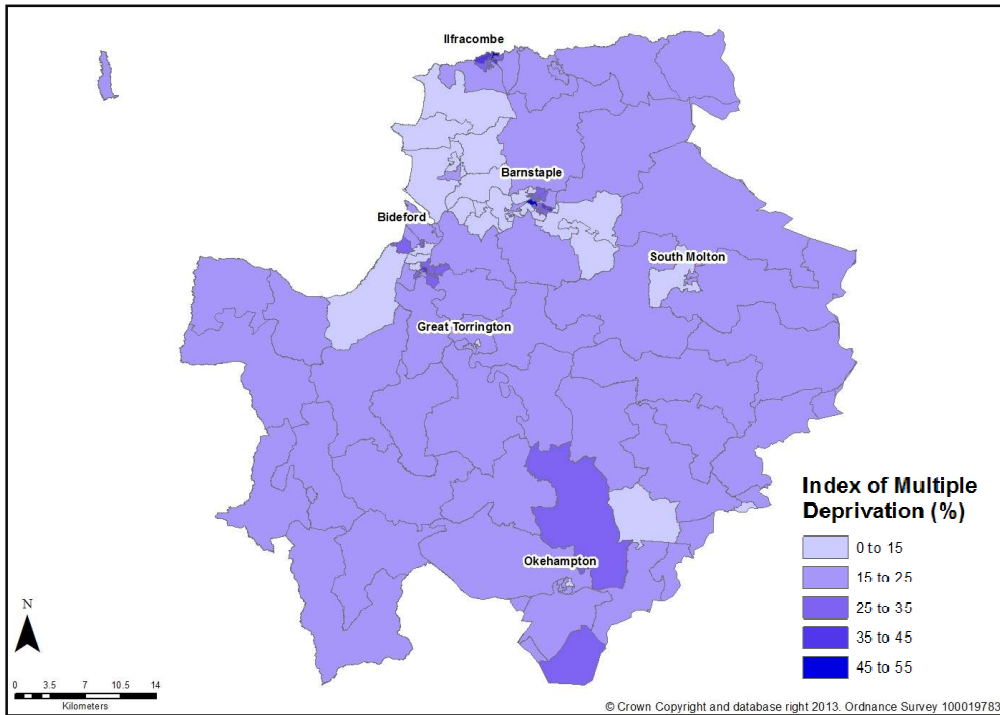 Ilfracombe
Barnstaple
Bideford
South Molton
Great Torrington
Okehampton
Index of Multiple
Deprivation (%)
0 to 15
15 to 25
25 to 35
35 to 45
45 to 55
N
0 3.5 7 10.5 14
Kilometers
© Crown Copyright and database right 2013. Ordnance Survey 100019783